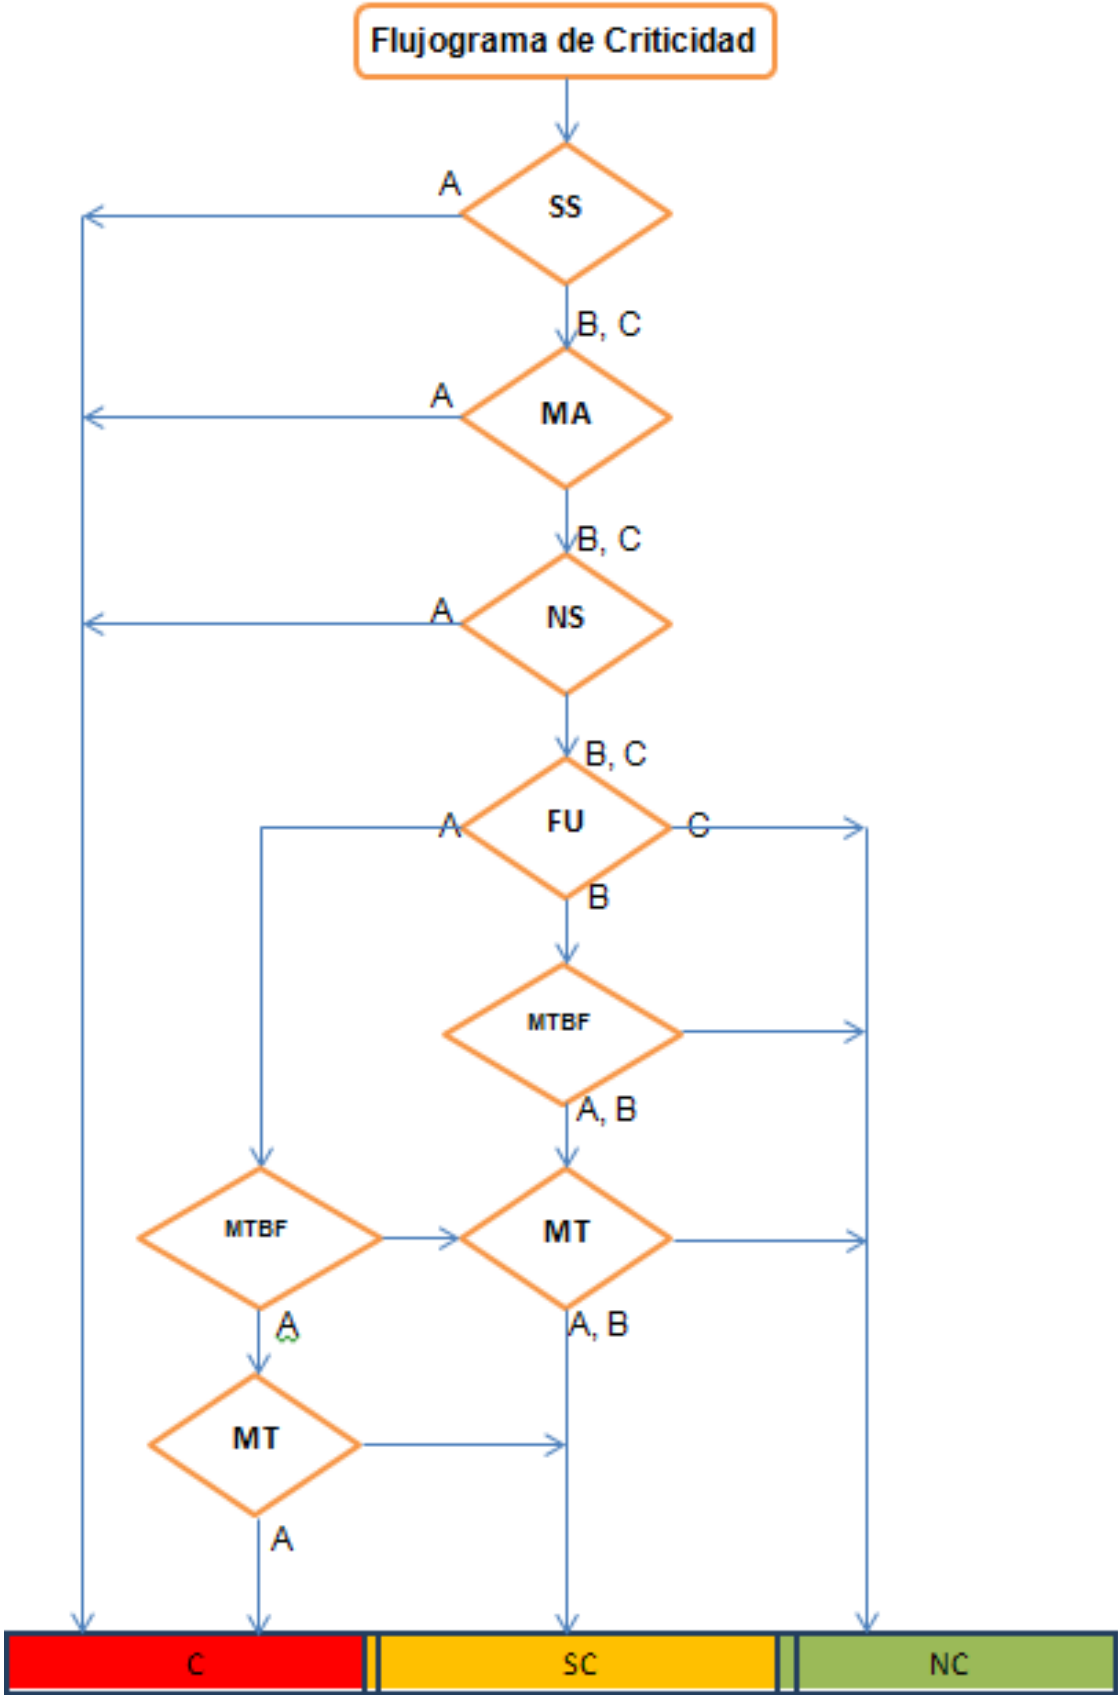 Flujograma de Criticidad
A
SS
B, C
A
MA
B, C
A
NS
B, C
A
FU
C
B
MTBF
A, B
MTBF
MT
A
A, B
MT
A
C
SC
NC